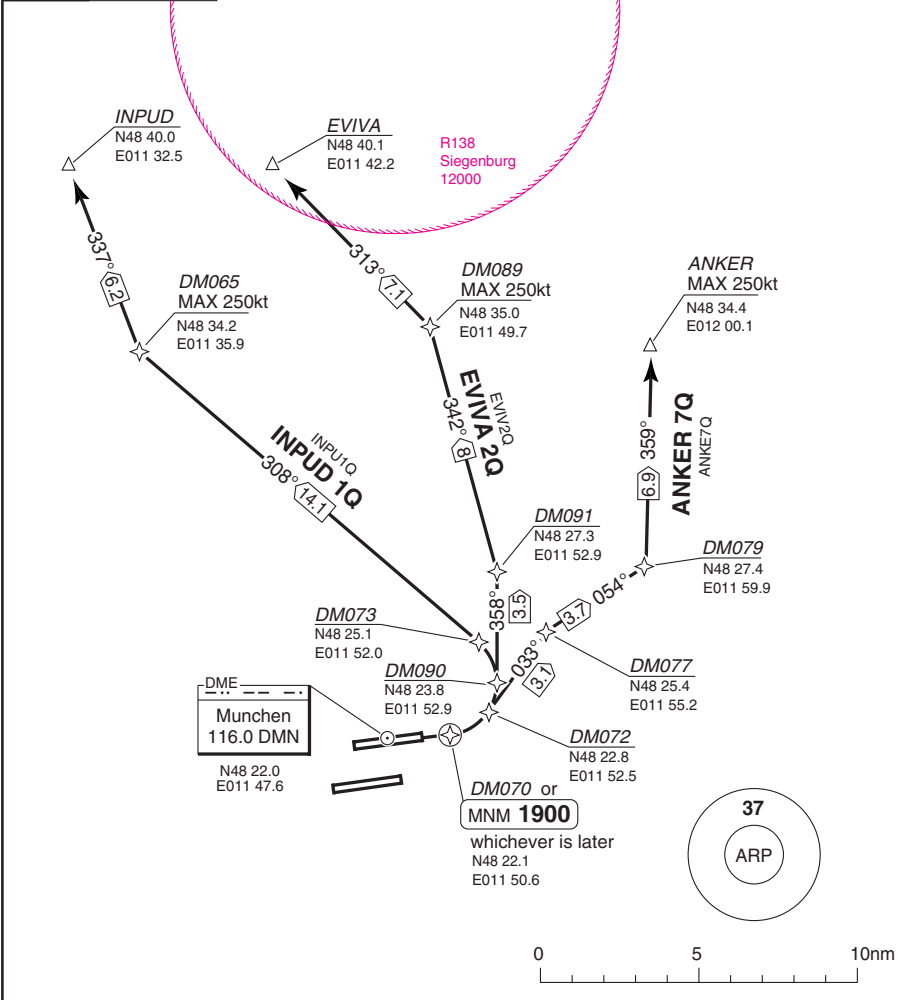 INPUD
N48 40.0
E011 32.5
EVIVA
N48 40.1
E011 42.2
R138
Siegenburg
12000
337°
6.2
DM065
MAX 250kt
N48 34.2
E011 35.9
313°
7.1
DM089
MAX 250kt
N48 35.0
E011 49.7
ANKER
MAX 250kt
N48 34.4
E012 00.1
EVIV2Q
EVIVA 2Q
342°
8
INPU1Q
INPUD 1Q
308°
14.1
359°
6.9
ANKER 7Q
ANKE7Q
DM091
N48 27.3
E011 52.9
DM079
N48 27.4
E011 59.9
358°
3.5
054°
3.7
DM073
N48 25.1
E011 52.0
033°
3.1
DM077
N48 25.4
E011 55.2
DM090
N48 23.8
E011 52.9
DME
Munchen
116.0 DMN
N48 22.0
E011 47.6
DM072
N48 22.8
E011 52.5
DM070 or
MNM 1900
whichever is later
N48 22.1
E011 50.6
37
ARP
0 5 10nm